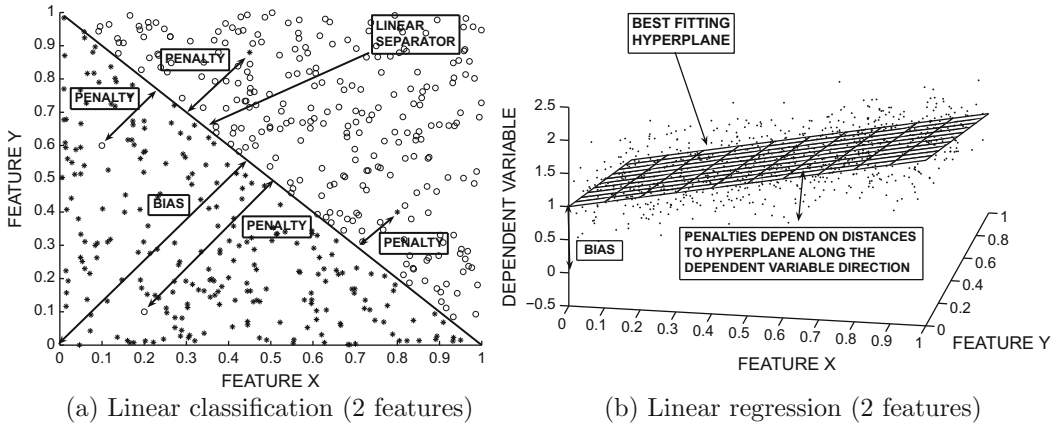 1
0.9
0.8
0.7
0.6
0.5
0.4
0.3
0.2
0.1
0
FEATURE Y
PENALTY
PENALTY
LINEAR
SEPARATOR
BIAS
PENALTY
PENALTY
0 0.1 0.2 0.3 0.4 0.5 0.6 0.7 0.8 0.9 1
FEATURE X
(a) Linear classification (2 features)
BEST FITTING
HYPERPLANE
DEPENDENT VARIABLE
2.5
2
1.5
1
0.5
0
−0.5
BIAS
PENALTIES DEPEND ON DISTANCES
TO HYPERPLANE ALONG THE
DEPENDENT VARIABLE DIRECTION
0 0.1 0.2 0.3 0.4 0.5 0.6 0.7 0.8 0.9 1
FEATURE X
1
0.8
0.6
0.4
0.2
0
FEATURE Y
(b) Linear regression (2 features)